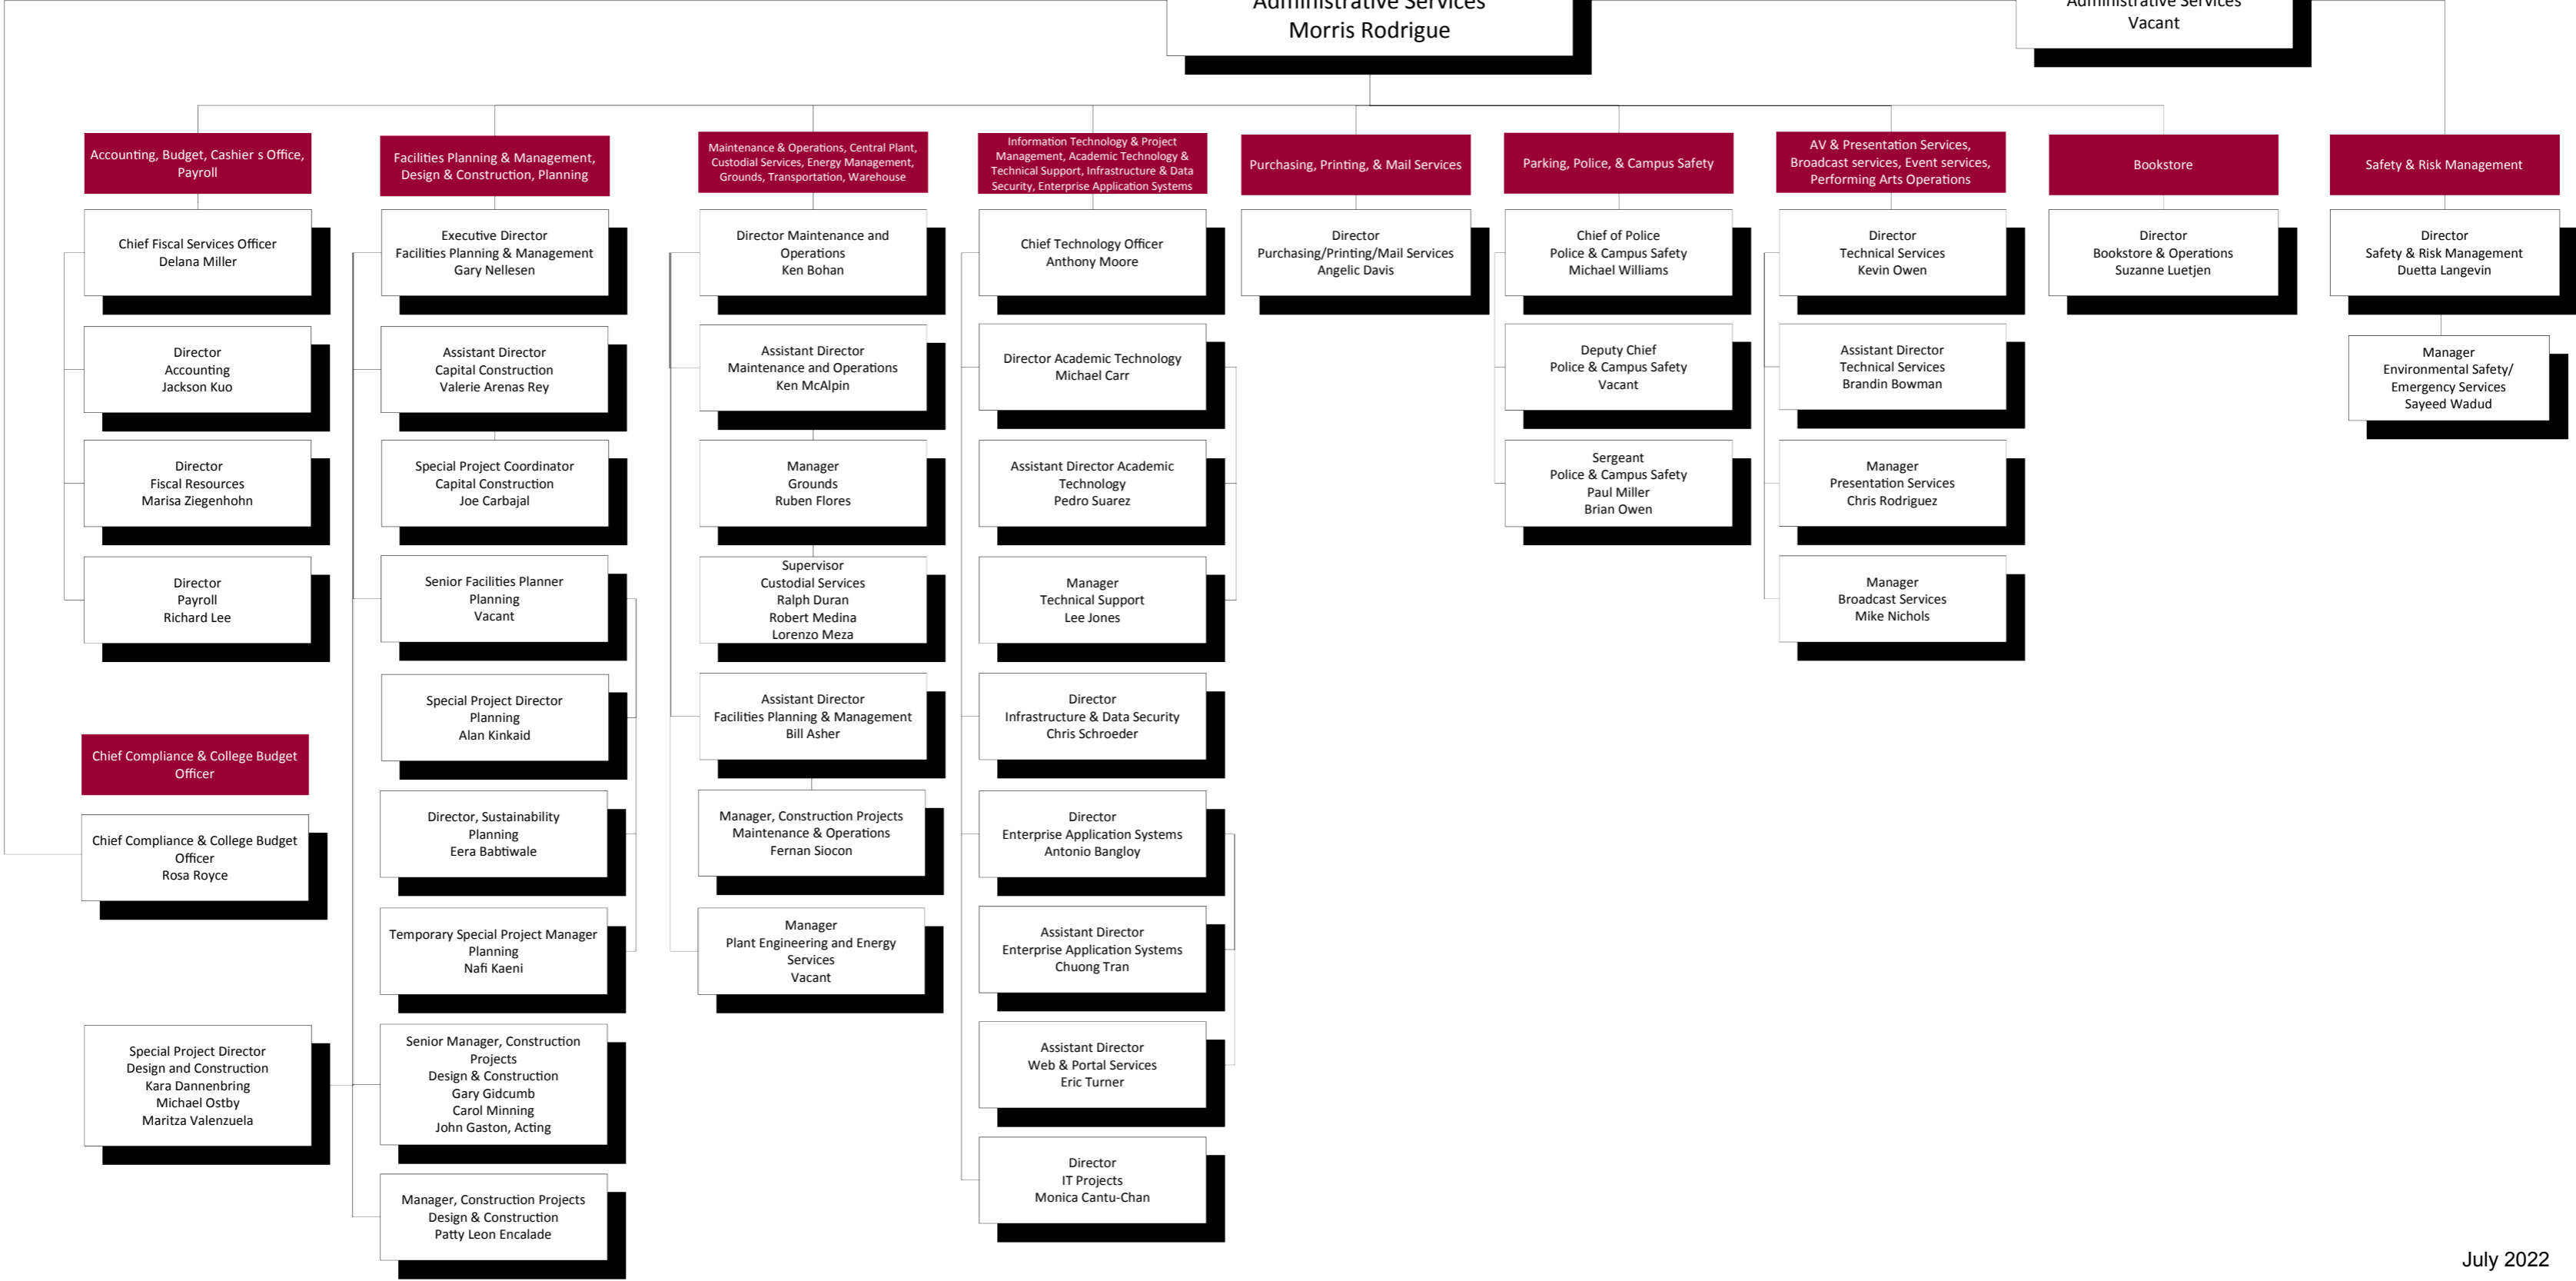 Administrative Services
Morris Rodrigue
Administrative Services
Vacant
Accounting, Budget, Cashier s Office,
Payroll
Chief Fiscal Services Officer
Delana Miller
Director
Accounting
Jackson Kuo
Director
Fiscal Resources
Marisa Ziegenhohn
Director
Payroll
Richard Lee
Chief Compliance & College Budget
Officer
Chief Compliance & College Budget
Officer
Rosa Royce
Special Project Director
Design and Construction
Kara Dannenbring
Michael Ostby
Maritza Valenzuela
Facilities Planning & Management,
Design & Construction, Planning
Executive Director
Facilities Planning & Management
Gary Nellesen
Assistant Director
Capital Construction
Valerie Arenas Rey
Special Project Coordinator
Capital Construction
Joe Carbajal
Senior Facilities Planner
Planning
Vacant
Special Project Director
Planning
Alan Kinkaid
Director, Sustainability
Planning
Eera Babtiwale
Temporary Special Project Manager
Planning
Nafi Kaeni
Senior Manager, Construction
Projects
Design & Construction
Gary Gidcumb
Carol Minning
John Gaston, Acting
Manager, Construction Projects
Design & Construction
Patty Leon Encalade
Maintenance & Operations, Central Plant,
Custodial Services, Energy Management,
Grounds, Transportation, Warehouse
Director Maintenance and
Operations
Ken Bohan
Assistant Director
Maintenance and Operations
Ken McAlpin
Manager
Grounds
Ruben Flores
Supervisor
Custodial Services
Ralph Duran
Robert Medina
Lorenzo Meza
Assistant Director
Facilities Planning & Management
Bill Asher
Manager, Construction Projects
Maintenance & Operations
Fernan Siocon
Manager
Plant Engineering and Energy
Services
Vacant
Information Technology & Project
Management, Academic Technology &
Technical Support, Infrastructure & Data
Security, Enterprise Application Systems
Chief Technology Officer
Anthony Moore
Director Academic Technology
Michael Carr
Assistant Director Academic
Technology
Pedro Suarez
Manager
Technical Support
Lee Jones
Director
Infrastructure & Data Security
Chris Schroeder
Director
Enterprise Application Systems
Antonio Bangloy
Assistant Director
Enterprise Application Systems
Chuong Tran
Assistant Director
Web & Portal Services
Eric Turner
Director
IT Projects
Monica Cantu-Chan
Purchasing, Printing, & Mail Services
Director
Purchasing/Printing/Mail Services
Angelic Davis
Parking, Police, & Campus Safety
Chief of Police
Police & Campus Safety
Michael Williams
Deputy Chief
Police & Campus Safety
Vacant
Sergeant
Police & Campus Safety
Paul Miller
Brian Owen
AV & Presentation Services,
Broadcast services, Event services,
Performing Arts Operations
Director
Technical Services
Kevin Owen
Assistant Director
Technical Services
Brandin Bowman
Manager
Presentation Services
Chris Rodriguez
Manager
Broadcast Services
Mike Nichols
Bookstore
Director
Bookstore & Operations
Suzanne Luetjen
Safety & Risk Management
Director
Safety & Risk Management
Duetta Langevin
Manager
Environmental Safety/
Emergency Services
Sayeed Wadud
July 2022